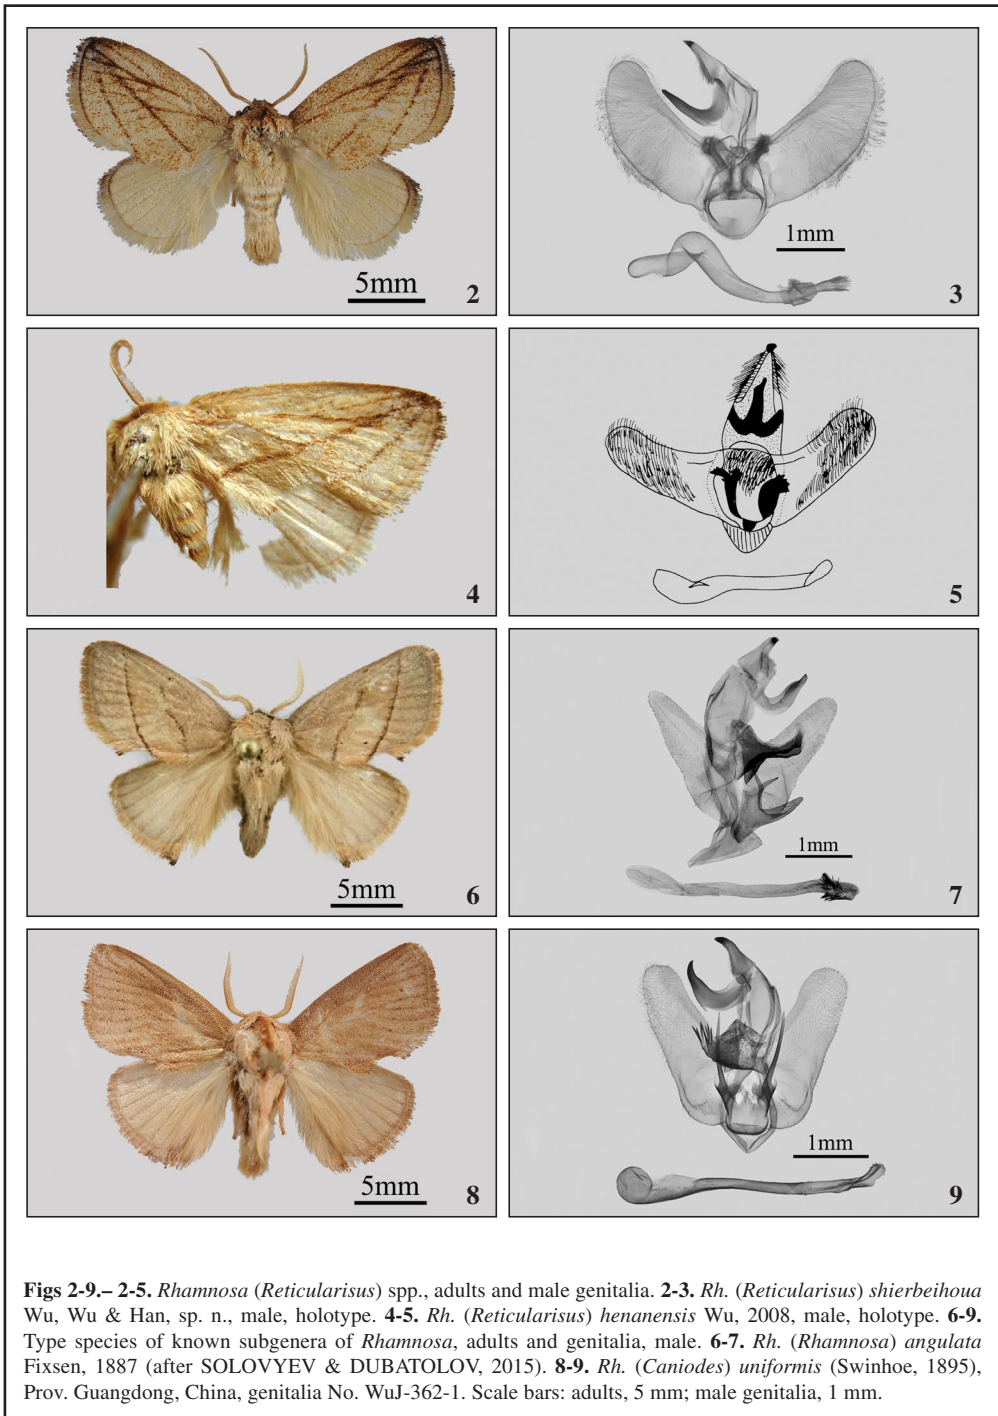 5mm
2
1mm
3
4
5
5mm
6
1mm
7
5mm
8
1mm
9
Figs 2-9.– 2-5. Rhamnosa (Reticularisus) spp., adults and male genitalia. 2-3. Rh. (Reticularisus) shierbeihoua
Wu, Wu & Han, sp. n., male, holotype. 4-5. Rh. (Reticularisus) henanensis Wu, 2008, male, holotype. 6-9.
Type species of known subgenera of Rhamnosa, adults and genitalia, male. 6-7. Rh. (Rhamnosa) angulata
Fixsen, 1887 (after SOLOVYEV & DUBATOLOV, 2015). 8-9. Rh. (Caniodes) uniformis (Swinhoe, 1895),
Prov. Guangdong, China, genitalia No. WuJ-362-1. Scale bars: adults, 5 mm; male genitalia, 1 mm.